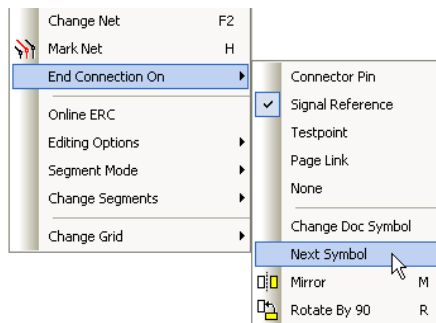 Change Net F2
Mark Net H
End Connection On
Online ERC
Editing Options
Segment Mode
Change Segments
Change Grid
Connector Pin
Signal Reference
Testpoint
Page Link
None
Change Doc Symbol
Next Symbol
Mirror M
Rotate By 90 R